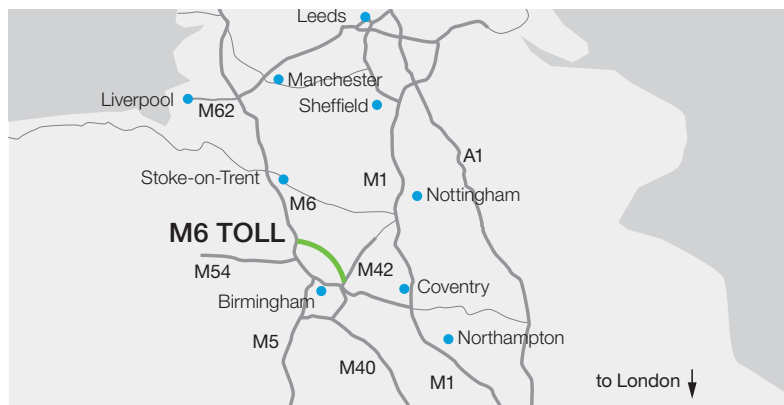 Leeds
Manchester
Liverpool
M62
Sheffield
A1
Stoke-on-Trent
M1
M6
Nottingham
M6 TOLL
M54
M42
Birmingham
Coventry
M5
Northampton
M40
M1
to London